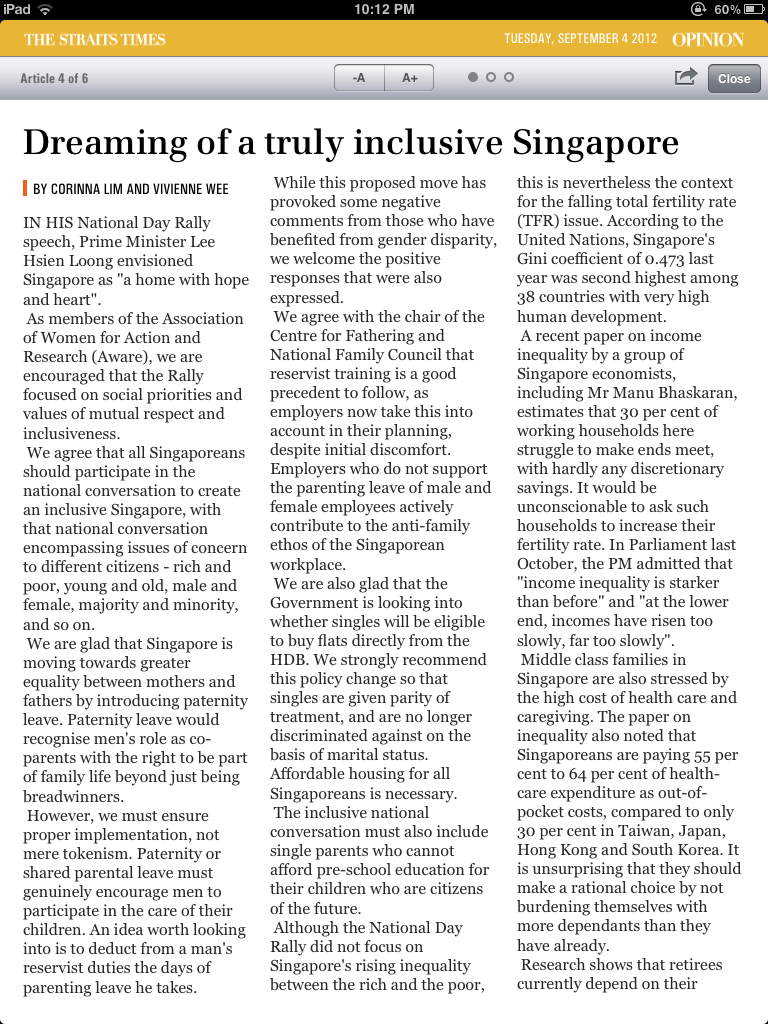 iPad
10:12 PM
60%
THE STRAITS TIMES
TUESDAY, SEPTEMBER 4 2012 OPINION
Article 4 of 6
-A
A+
Close
Dreaming of a truly inclusive Singapore
BY CORINNA LIM AND VIVIENNE WEE
IN HIS National Day Rally
speech, Prime Minister Lee
Hsien Loong envisioned
Singapore as "a home with hope
and heart".
As members of the Association
of Women for Action and
Research (Aware), we are
encouraged that the Rally
focused on social priorities and
values of mutual respect and
inclusiveness.
We agree that all Singaporeans
should participate in the
national conversation to create
an inclusive Singapore, with
that national conversation
encompassing issues of concern
to different citizens - rich and
poor, young and old, male and
female, majority and minority,
and so on.
We are glad that Singapore is
moving towards greater
equality between mothers and
fathers by introducing paternity
leave. Paternity leave would
recognise men's role as co-
parents with the right to be part
of family life beyond just being
breadwinners.
However, we must ensure
proper implementation, not
mere tokenism. Paternity or
shared parental leave must
genuinely encourage men to
participate in the care of their
children. An idea worth looking
into is to deduct from a man's
reservist duties the days of
parenting leave he takes.
While this proposed move has
provoked some negative
comments from those who have
benefited from gender disparity,
we welcome the positive
responses that were also
expressed.
We agree with the chair of the
Centre for Fathering and
National Family Council that
reservist training is a good
precedent to follow, as
employers now take this into
account in their planning,
despite initial discomfort.
Employers who do not support
the parenting leave of male and
female employees actively
contribute to the anti-family
ethos of the Singaporean
workplace.
We are also glad that the
Government is looking into
whether singles will be eligible
to buy flats directly from the
HDB. We strongly recommend
this policy change so that
singles are given parity of
treatment, and are no longer
discriminated against on the
basis of marital status.
Affordable housing for all
Singaporeans is necessary.
The inclusive national
conversation must also include
single parents who cannot
afford pre-school education for
their children who are citizens
of the future.
Although the National Day
Rally did not focus on
Singapore's rising inequality
between the rich and the poor,
this is nevertheless the context
for the falling total fertility rate
(TFR) issue. According to the
United Nations, Singapore's
Gini coefficient of 0.473 last
year was second highest among
38 countries with very high
human development.
A recent paper on income
inequality by a group of
Singapore economists,
including Mr Manu Bhaskaran,
estimates that 30 per cent of
working households here
struggle to make ends meet,
with hardly any discretionary
savings. It would be
unconscionable to ask such
households to increase their
fertility rate. In Parliament last
October, the PM admitted that
"income inequality is starker
than before" and "at the lower
end, incomes have risen too
slowly, far too slowly".
Middle class families in
Singapore are also stressed by
the high cost of health care and
caregiving. The paper on
inequality also noted that
Singaporeans are paying 55 per
cent to 64 per cent of health-
care expenditure as out-of-
pocket costs, compared to only
30 per cent in Taiwan, Japan,
Hong Kong and South Korea. It
is unsurprising that they should
make a rational choice by not
burdening themselves with
more dependants than they
have already.
Research shows that retirees
currently depend on their